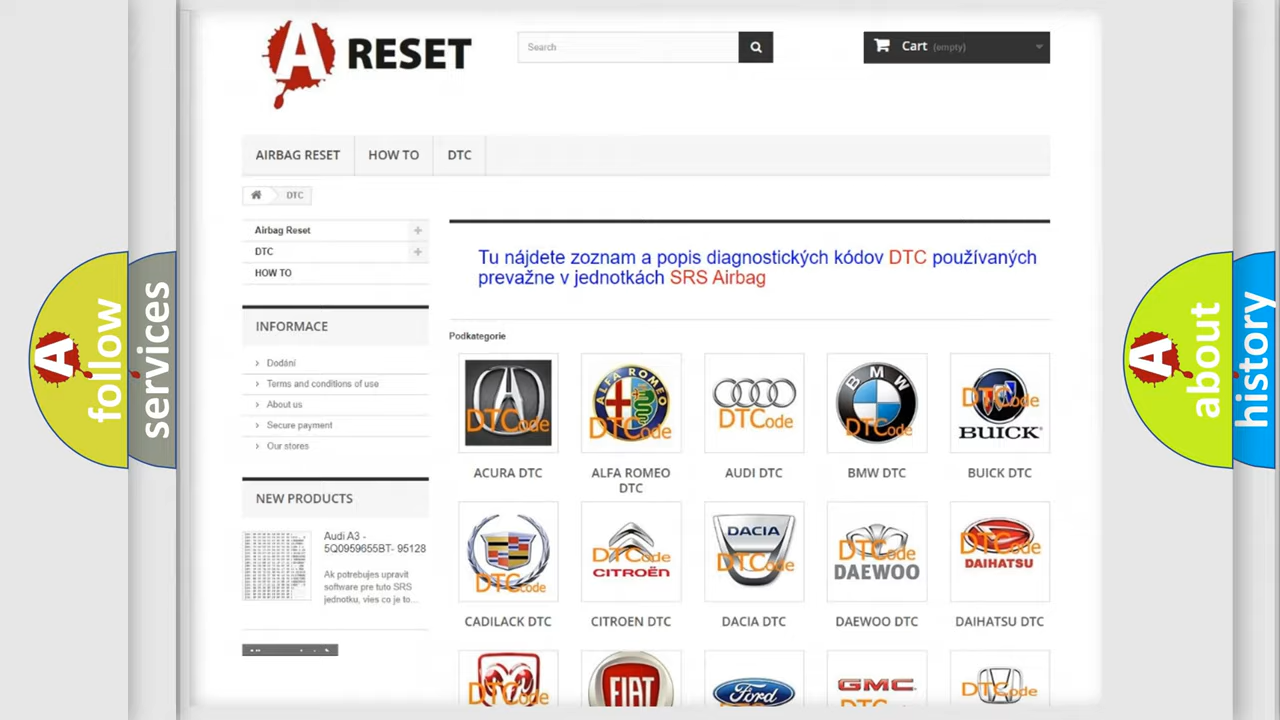 A RESET
Search
Cart (empty)
AIRBAG RESET
HOW TO
DTC
DTC
Airbag Reset
DTC
HOW TO
Tu nájdete zoznam a popis diagnostických kódov DTC používaných
prevažne v jednotkách SRS Airbag
INFORMACE
Dodání
Terms and conditions of use
About us
Secure payment
Our stores
NEW PRODUCTS
Audi A3 -
5Q0959655BT- 95128
Ak potrebujes upravit
software pre tuto SRS
jednotku, vies co je to...
Podkategorie
DTCode
ALFA ROMEO
DTCode
DTCode
BMW
DTCode
DTCode
BUICK
ACURA DTC
ALFA ROMEO
DTC
AUDI DTC
BMW DTC
BUICK DTC
DTCode
DTCode
CITROËN
DACIA
DTCode
DTCode
DAEWOO
DTCode
DAIHATSU
CADILACK DTC
CITROEN DTC
DACIA DTC
DAEWOO DTC
DAIHATSU DTC
DTCode
FIAT
Ford
GMC
DTCode
A follow
services
A about
history